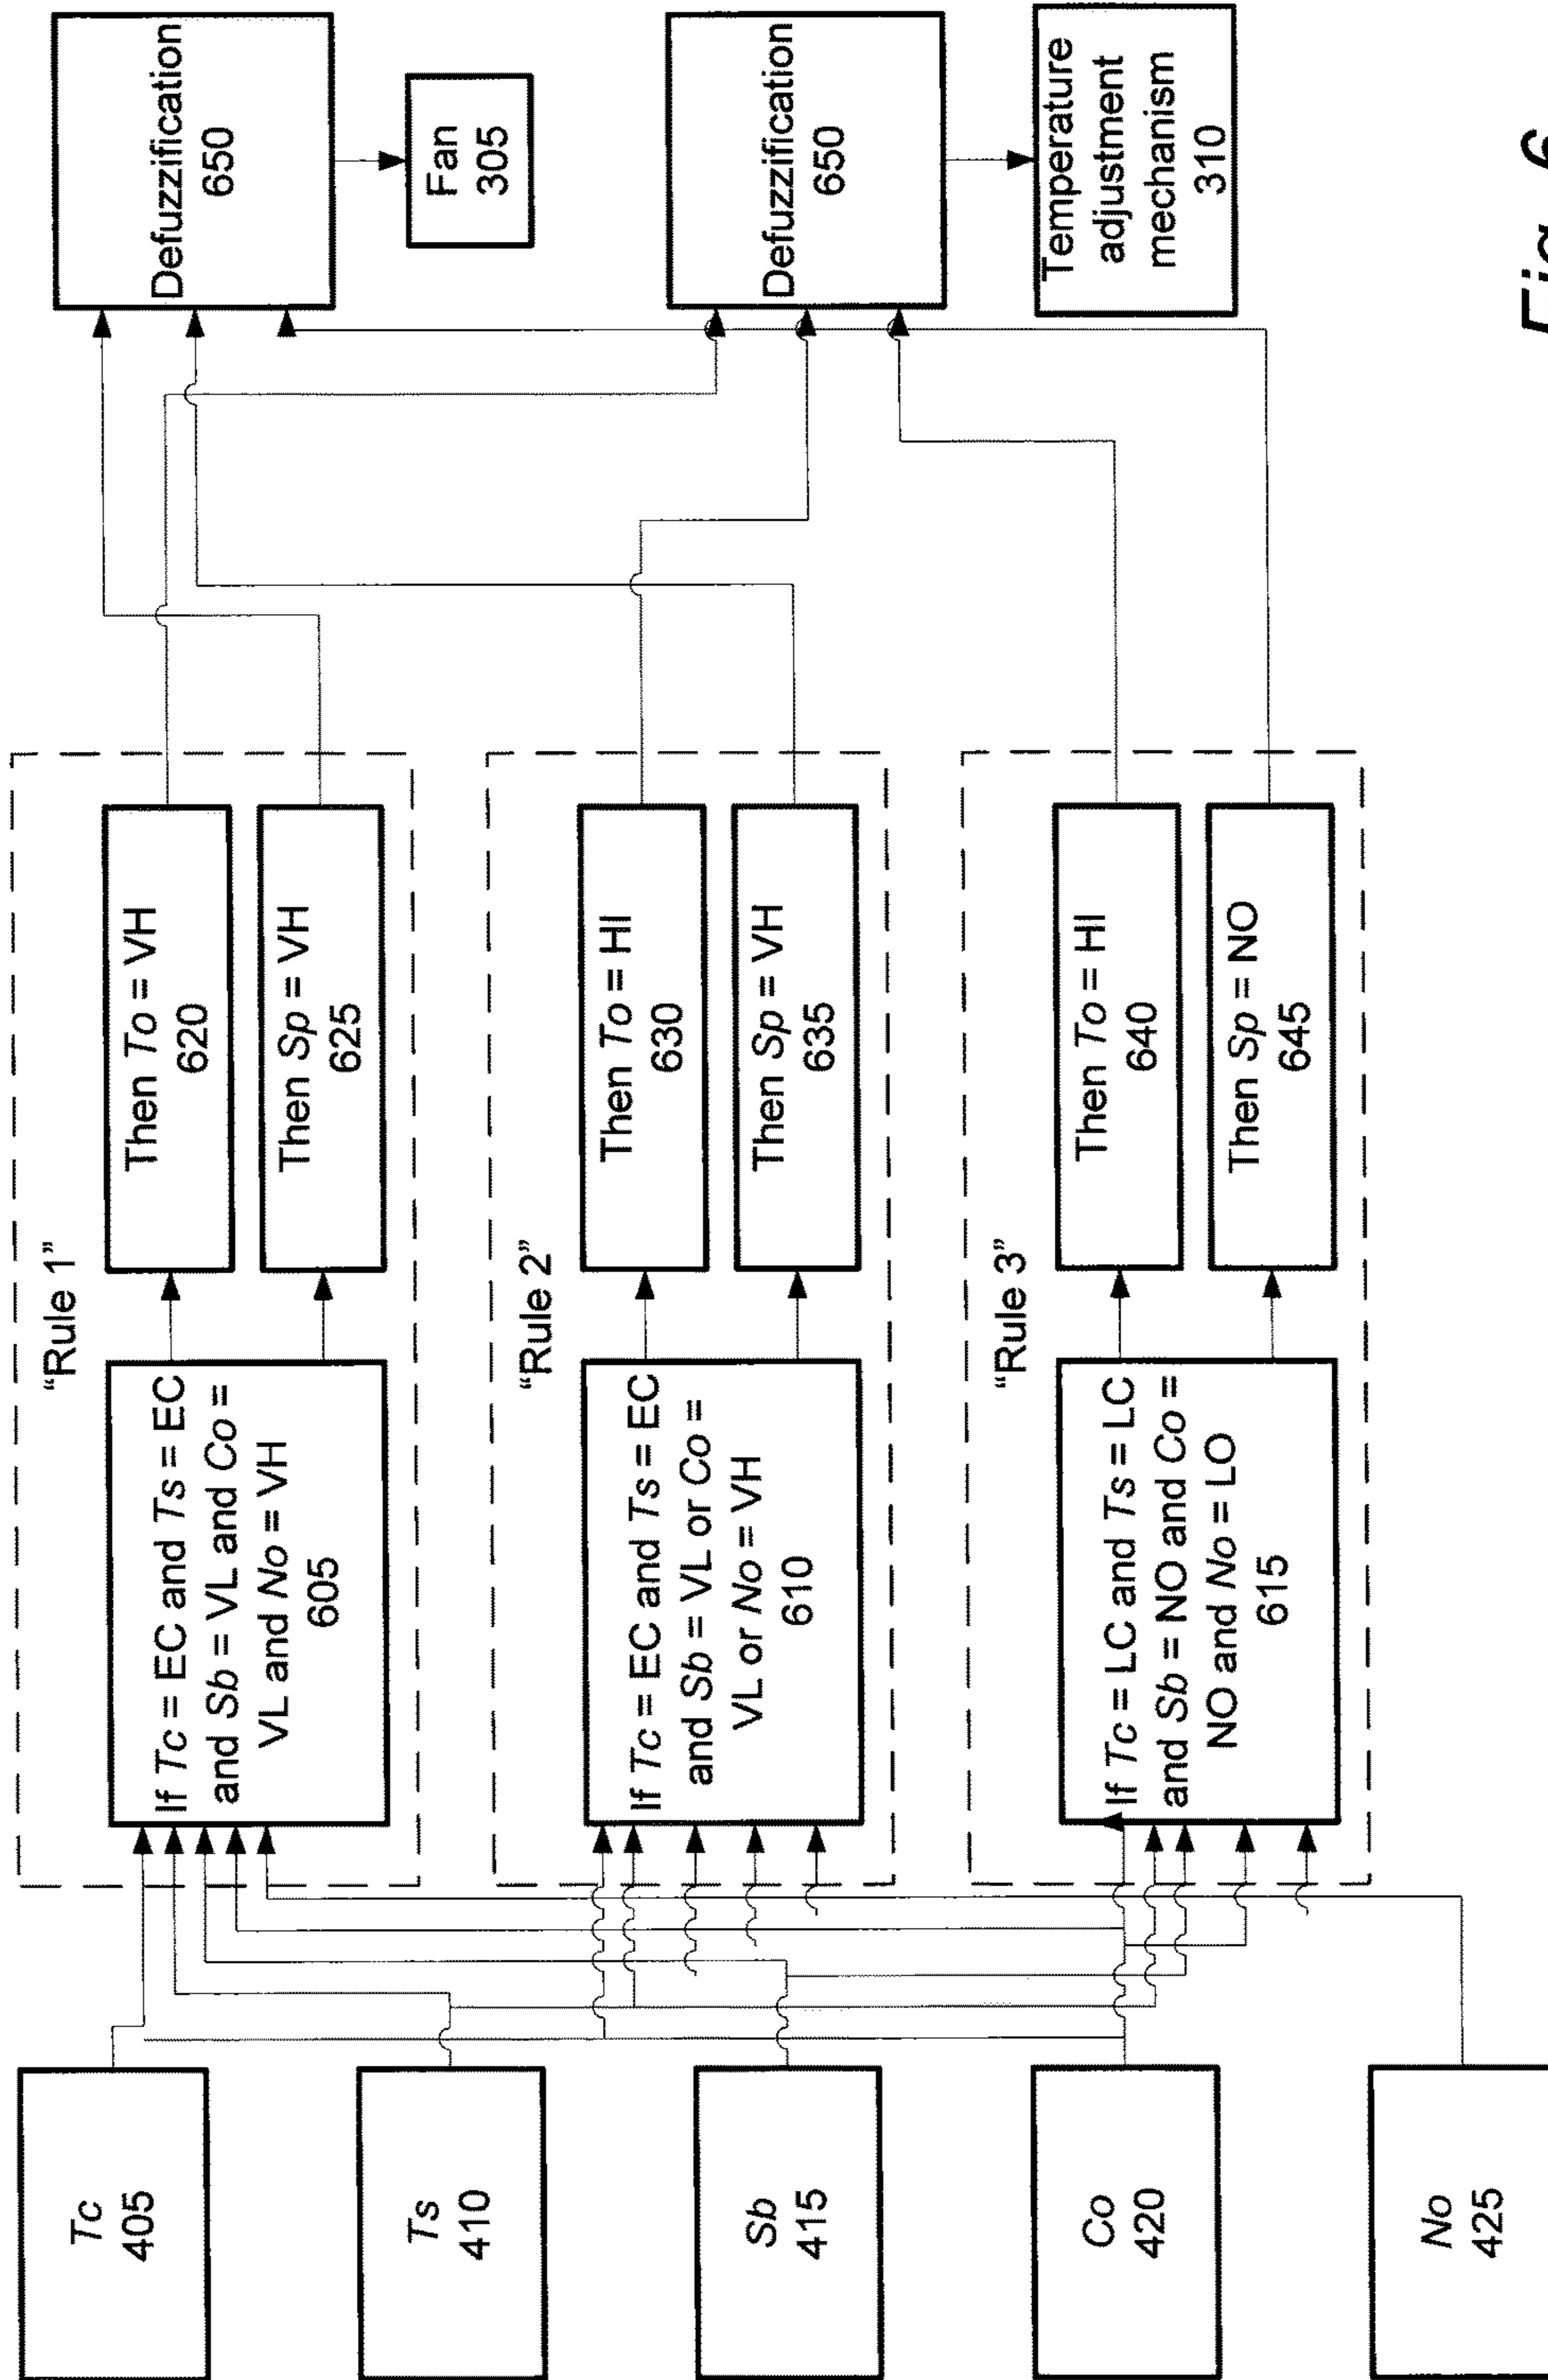 Tc
405
Ts
410
Sb
415
Co
420
No
425
“Rule 1”
If Tc = EC and Ts = EC
and Sb = VL and Co =
VL and No = VH
605
Then To = VH
620
Then Sp = VH
625
“Rule 2”
If Tc = EC and Ts = EC
and Sb = VL or Co =
VL or No = VH
610
Then To = HI
630
Then Sp = VH
635
“Rule 3”
If Tc = LC and Ts = LC
and Sb = NO and Co =
NO and No = LO
615
Then To = HI
640
Then Sp = NO
645
Defuzzification
650
Fan
305
Defuzzification
650
Temperature
adjustment
mechanism
310
Fig. 6